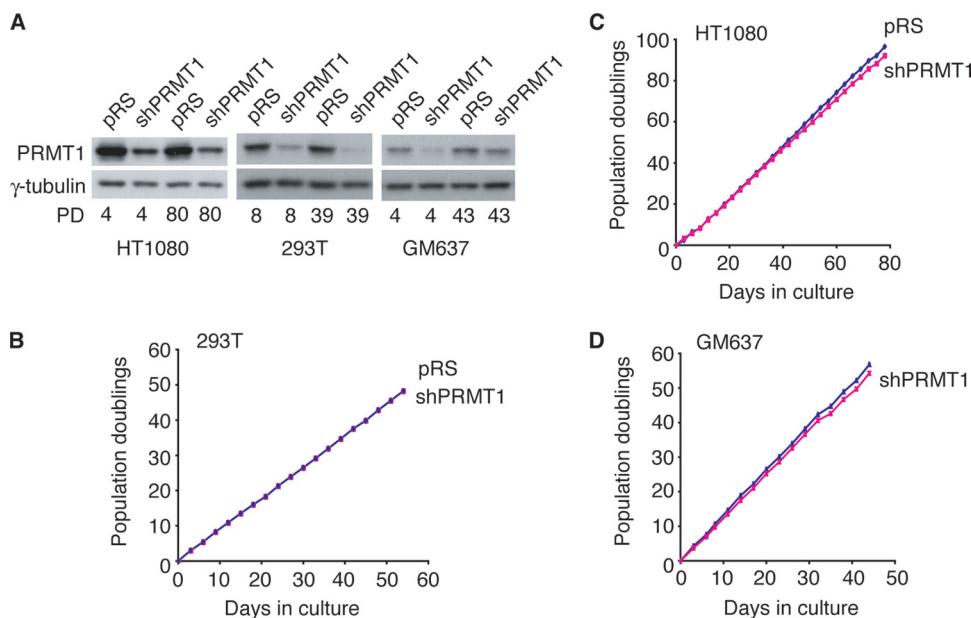 A
pRS shPRMT1 pRS shPRMT1 pRS shPRMT1 pRS shPRMT1 pRS shPRMT1 pRS shPRMT1
PRMT1
γ-tubulin
PD 4 4 80 80 8 8 39 39 4 4 43 43
HT1080 293T GM637
B
293T
60
50
40
30
20
10
0
Population doublings
0 10 20 30 40 50 60
Days in culture
pRS
shPRMT1
C
HT1080
100
80
60
40
20
0
Population doublings
0 20 40 60 80
Days in culture
pRS
shPRMT1
D
GM637
60
50
40
30
20
10
0
Population doublings
0 10 20 30 40 50
Days in culture
shPRMT1